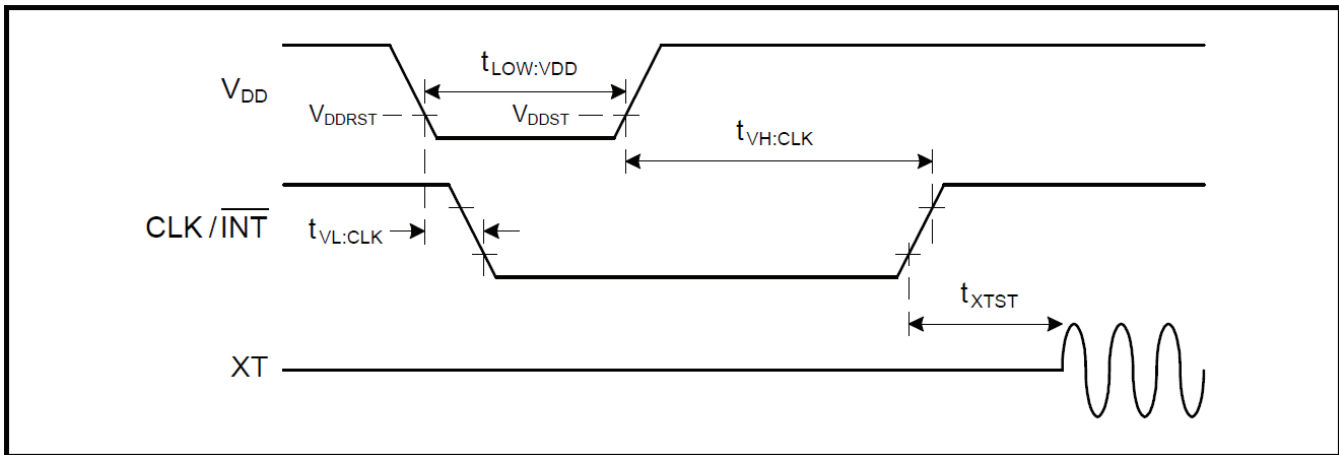 tLOW:VDD
VDD
VDDRST
VDDST
tVH:CLK
CLK/INT
tVL:CLK
tXTST
XT